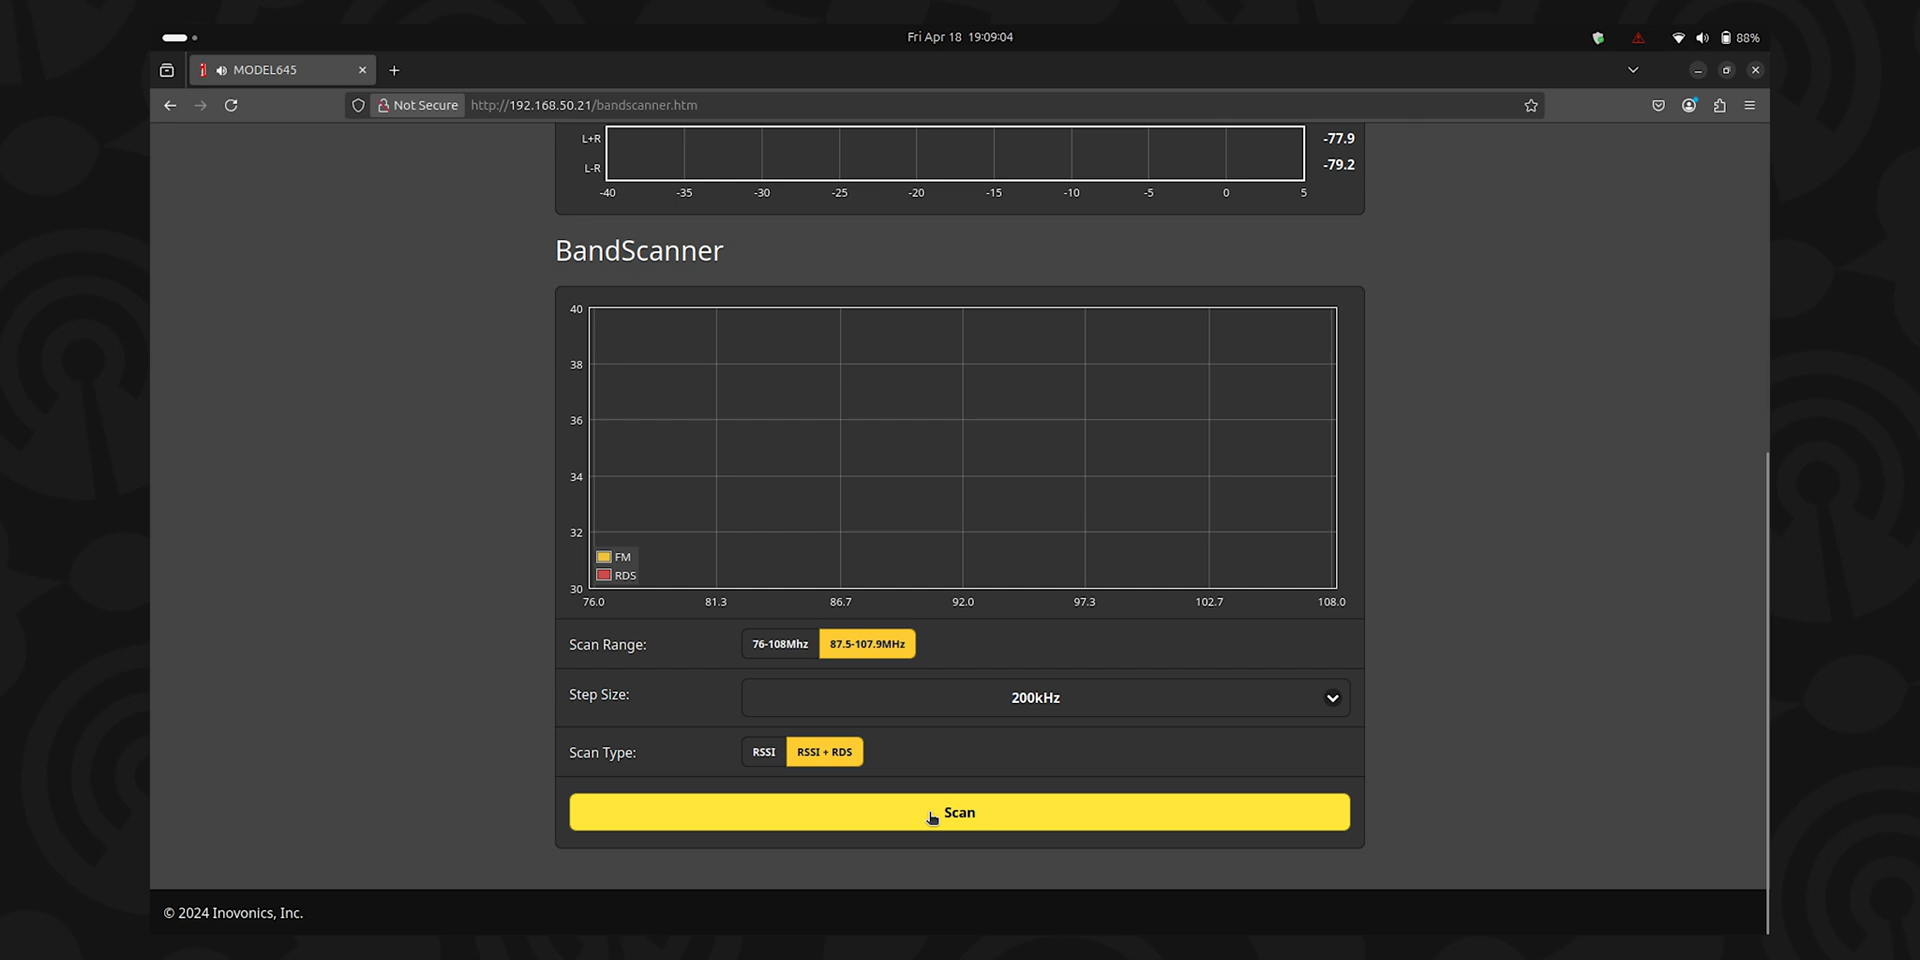 Fri Apr 18 19:09:04
88%
MODEL645
Not Secure http://192.168.50.21/bandscanner.htm
L+R -77.9
L-R -79.2
-40 -35 -30 -25 -20 -15 -10 -5 0 5
BandScanner
40
38
36
34
32
FM
RDS
30
76.0 81.3 86.7 92.0 97.3 102.7 108.0
Scan Range: 76-108Mhz 87.5-107.9MHz
Step Size: 200kHz
Scan Type: RSSI RSSI + RDS
Scan
© 2024 Inovonics, Inc.